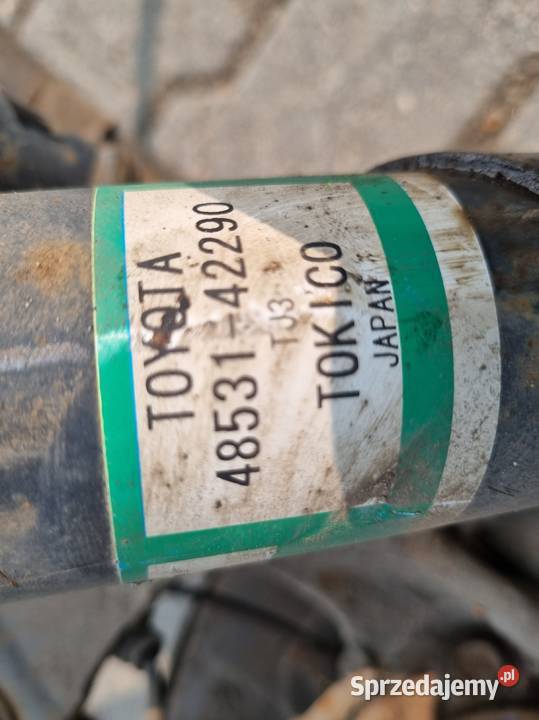 TOYOTA
48531-42290
TJ3
TOKICO
JAPAN
Sprzedajemy.pl